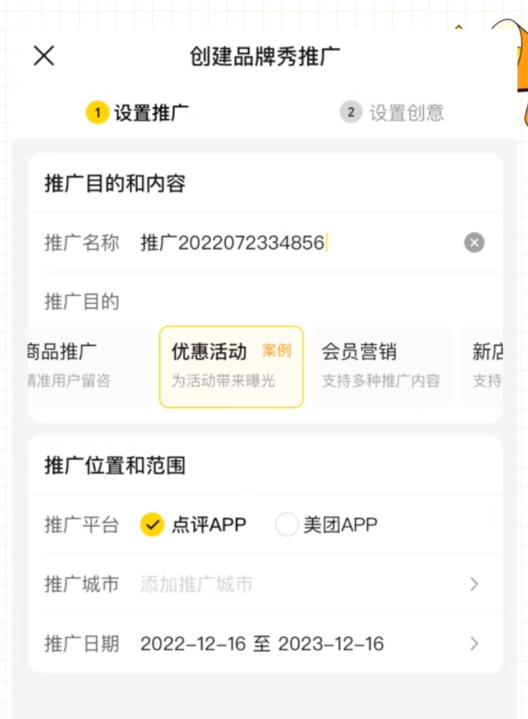 创建品牌秀推广
1 设置推广 2 设置创意
推广目的和内容
推广名称 推广2022072334856
推广目的
商品推广 优惠活动 案例 会员营销 新店
精准用户留咨 为活动带来曝光 支持多种推广内容 支持
推广位置和范围
推广平台 点评APP 美团APP
推广城市 添加推广城市
推广日期 2022-12-16 至 2023-12-16